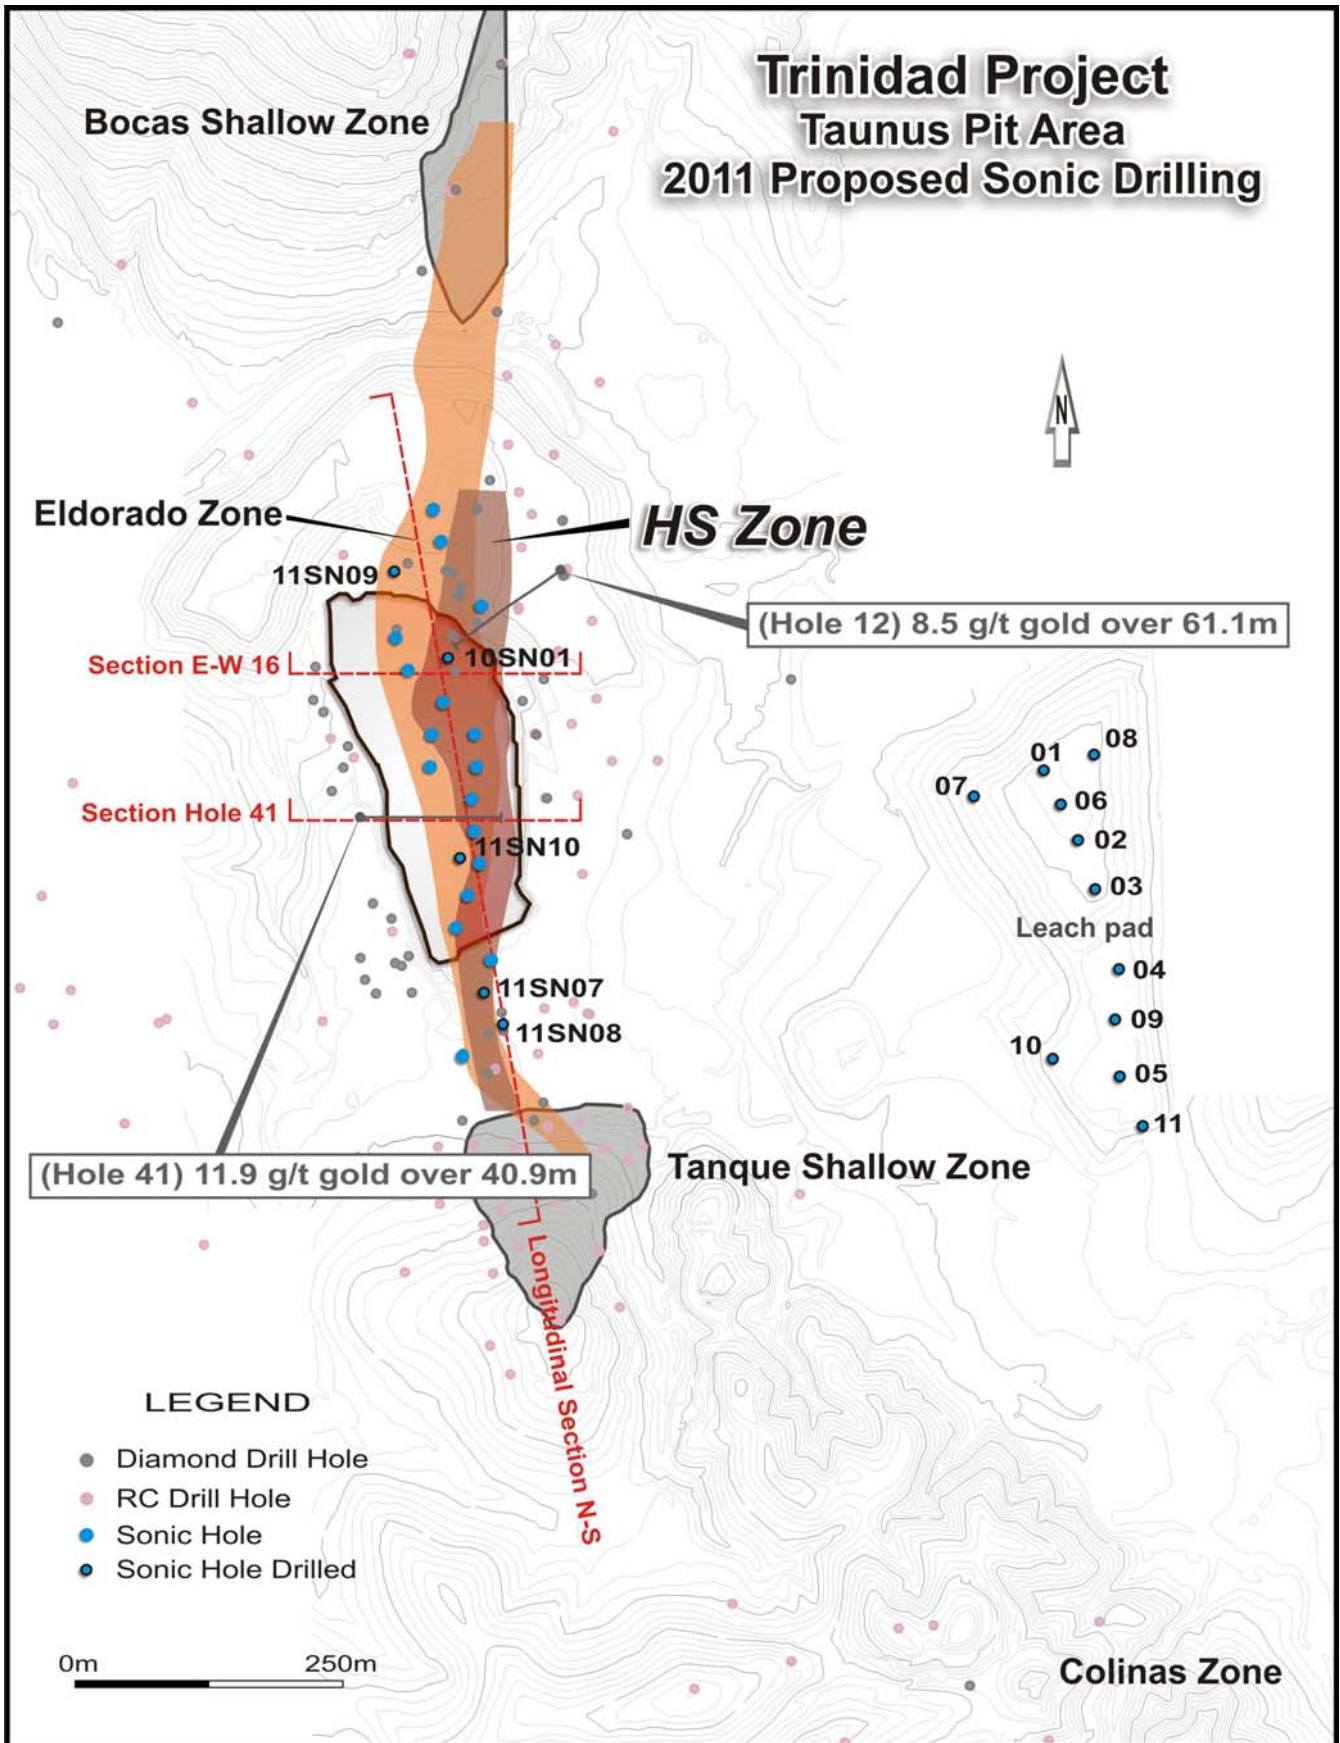 Trinidad Project
Taunus Pit Area
2011 Proposed Sonic Drilling
Bocas Shallow Zone
N
Eldorado Zone
HS Zone
11SN09
(Hole 12) 8.5 g/t gold over 61.1m
Section E-W 16
10SN01
08
01
07
06
02
Section Hole 41
11SN10
03
Leach pad
04
11SN07
09
11SN08
10
05
11
(Hole 41) 11.9 g/t gold over 40.9m
Tanque Shallow Zone
Longitudinal Section N-S
LEGEND
Diamond Drill Hole
RC Drill Hole
Sonic Hole
Sonic Hole Drilled
0m 250m
Colinas Zone